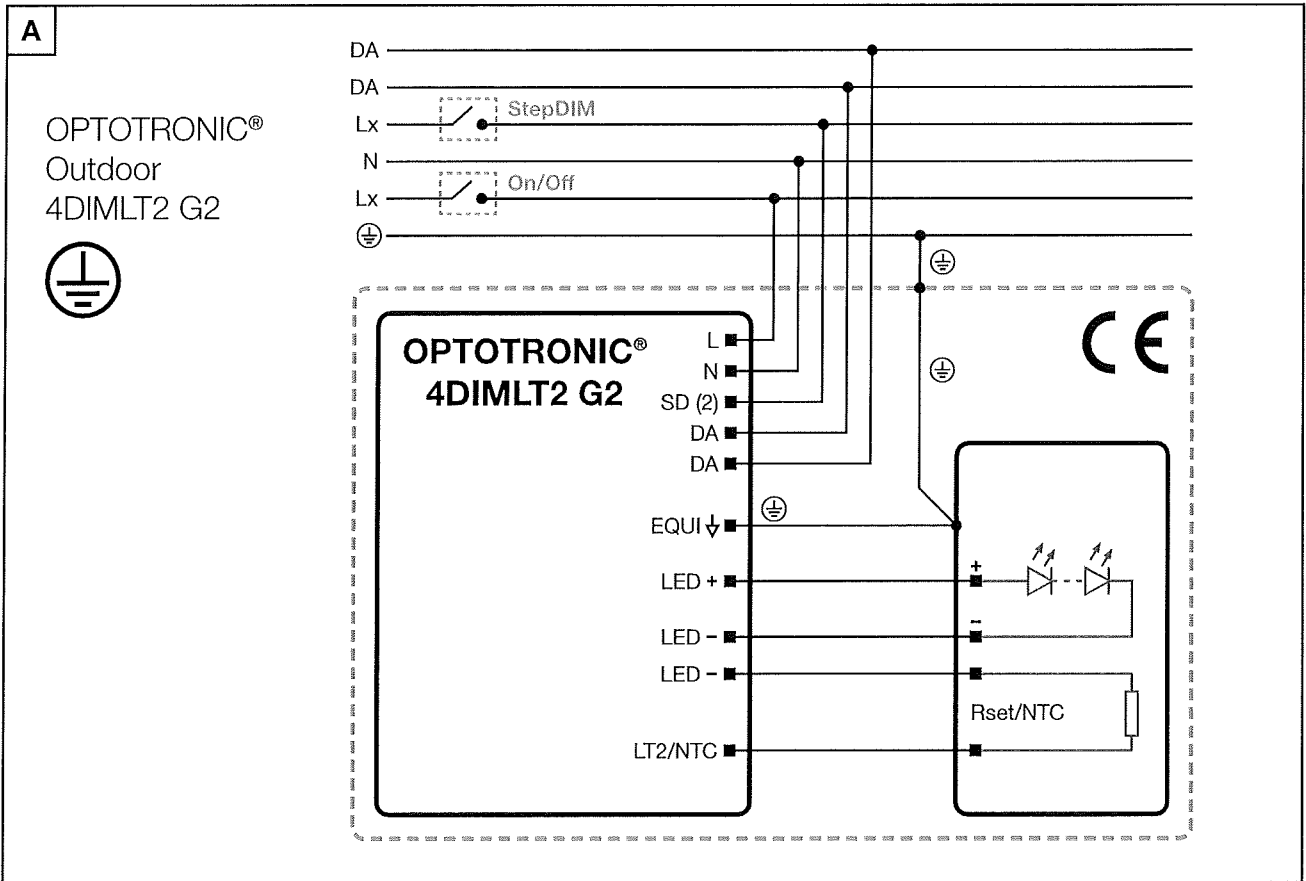 A
OPTOTRONIC®
Outdoor
4DIMLT2 G2
DA
DA
Lx
StepDIM
N
Lx
On/Off
CE
OPTOTRONIC®
4DIMLT2 G2
L
N
SD (2)
DA
DA
EQUI
LED +
LED -
LED -
LT2/NTC
+
-
Rset/NTC